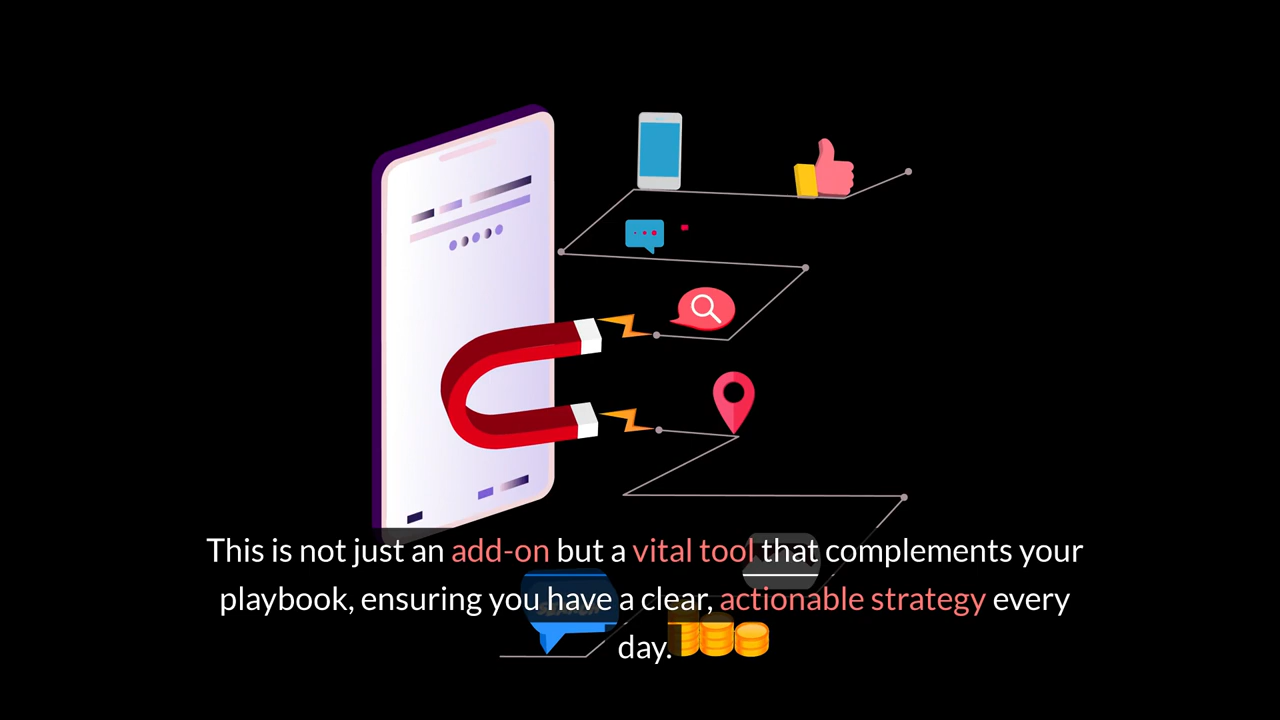 This is not just an add-on but a vital tool that complements your
playbook, ensuring you have a clear, actionable strategy every
day.